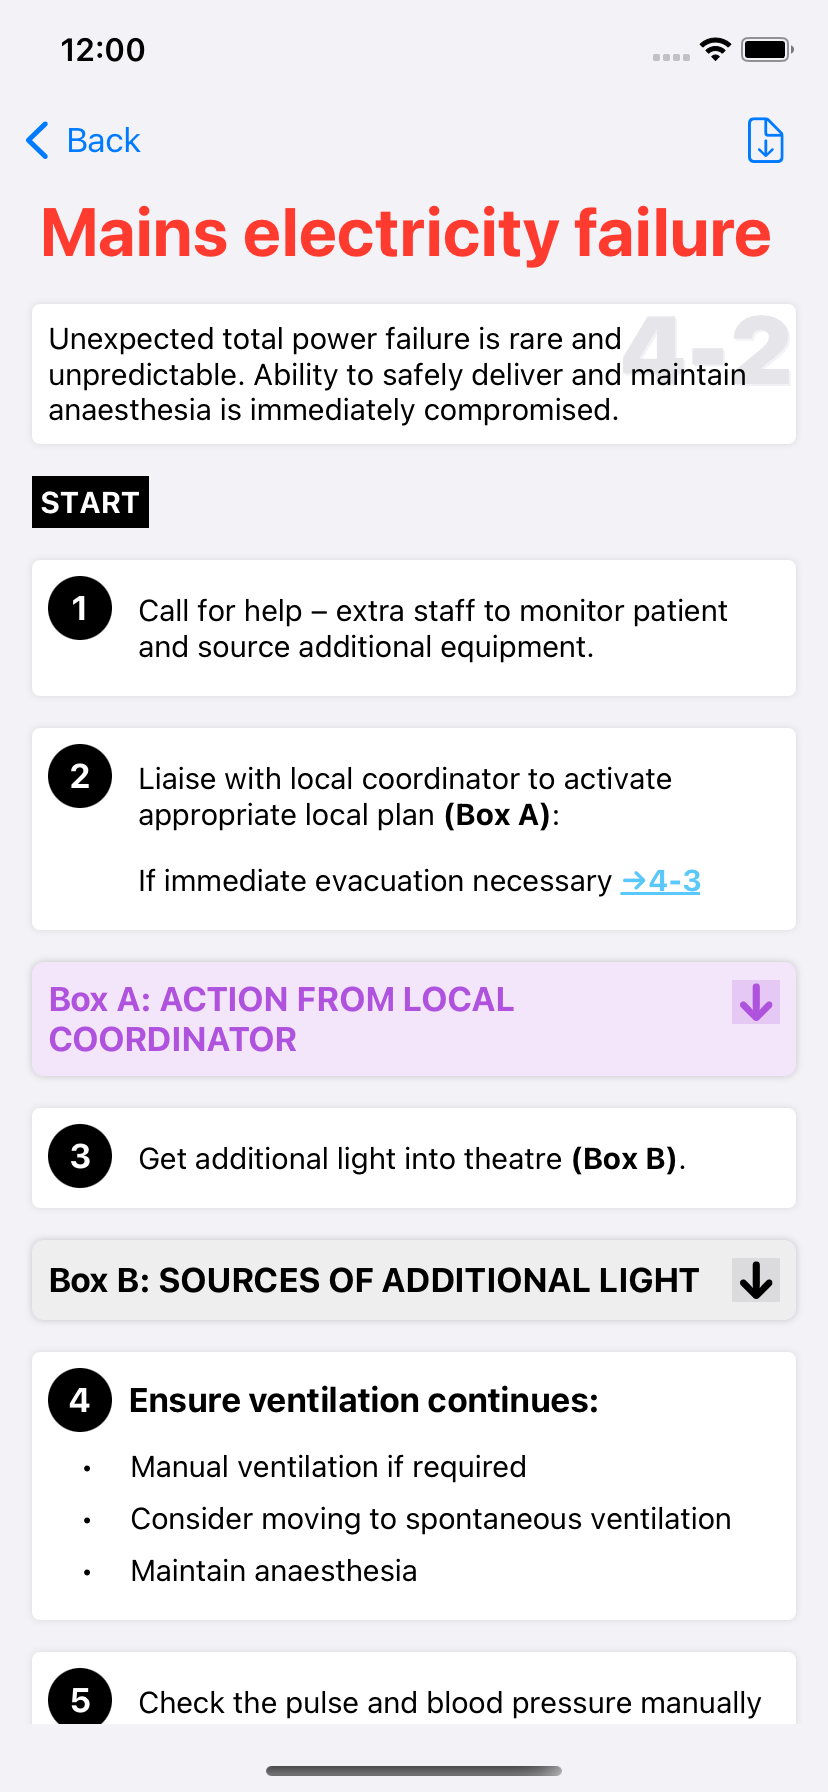 12:00
Back
Mains electricity failure
4-2
Unexpected total power failure is rare and
unpredictable. Ability to safely deliver and maintain
anaesthesia is immediately compromised.
START
1
Call for help – extra staff to monitor patient
and source additional equipment.
2
Liaise with local coordinator to activate
appropriate local plan (Box A):
If immediate evacuation necessary →4-3
Box A: ACTION FROM LOCAL
COORDINATOR
3
Get additional light into theatre (Box B).
Box B: SOURCES OF ADDITIONAL LIGHT
4
Ensure ventilation continues:
• Manual ventilation if required
• Consider moving to spontaneous ventilation
• Maintain anaesthesia
5
Check the pulse and blood pressure manually